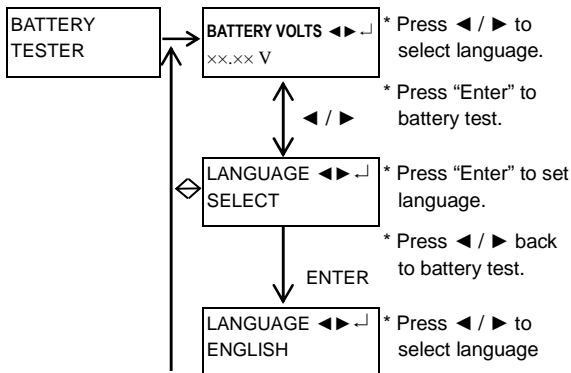 BATTERY
TESTER
BATTERY VOLTS ◄►↵
××.×× V
* Press ◄ / ► to
select language.
* Press “Enter” to
battery test.
◄ / ►
LANGUAGE ◄►↵
SELECT
* Press “Enter” to set
language.
* Press ◄ / ► back
to battery test.
ENTER
LANGUAGE ◄►↵
ENGLISH
* Press ◄ / ► to
select language